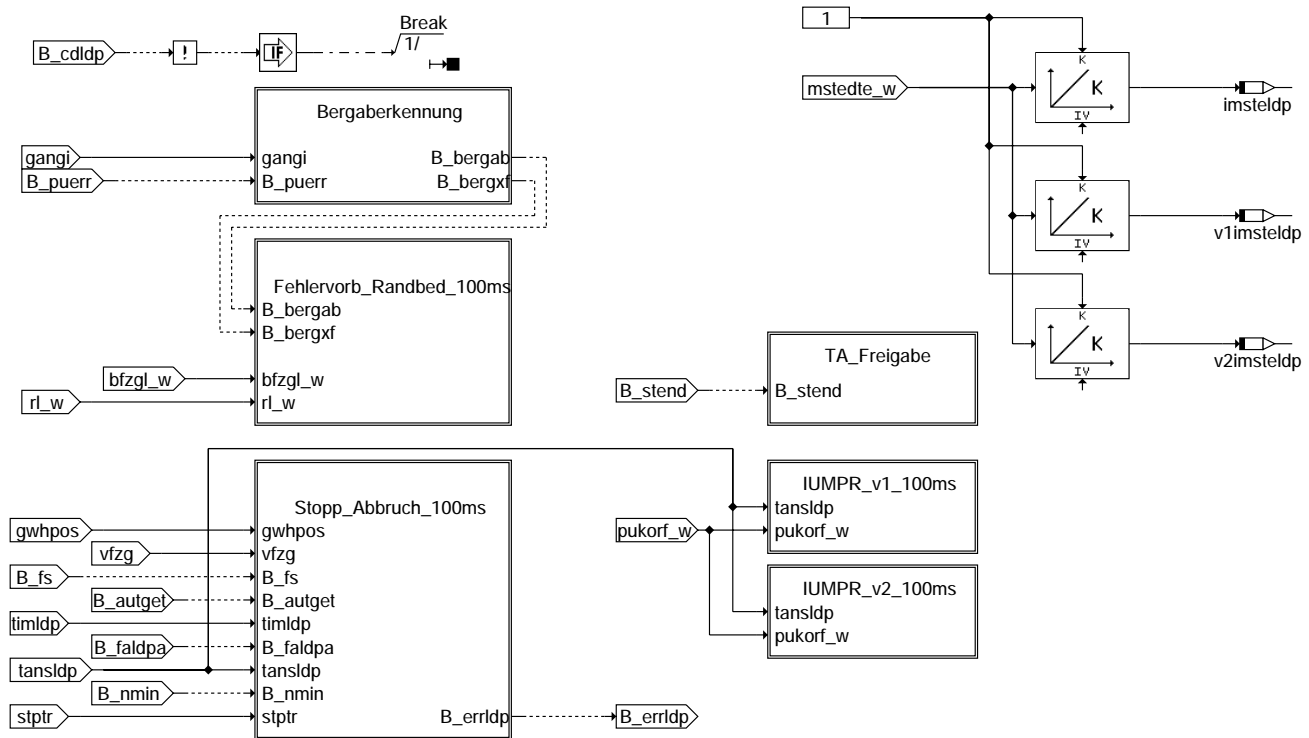 B_cdldp
!
IF
Break
1/
Bergaberkennung
gangi
gangi
B_bergab
B_puerr
B_puerr
B_bergxf
Fehlervorb_Randbed_100ms
B_bergab
B_bergxf
bfzgl_w
bfzgl_w
rl_w
rl_w
Stopp_Abbruch_100ms
gwhpos
gwhpos
vfzg
vfzg
B_fs
B_fs
B_autget
B_autget
timldp
timldp
B_faldpa
B_faldpa
tansldp
tansldp
B_nmin
B_nmin
stptr
stptr
B_errldp
B_errldp
1
mstedte_w
K
K
IV
imsteldp
K
K
IV
v1imsteldp
K
K
IV
v2imsteldp
TA_Freigabe
B_stend
B_stend
IUMPR_v1_100ms
tansldp
pukorf_w
pukorf_w
IUMPR_v2_100ms
tansldp
pukorf_w